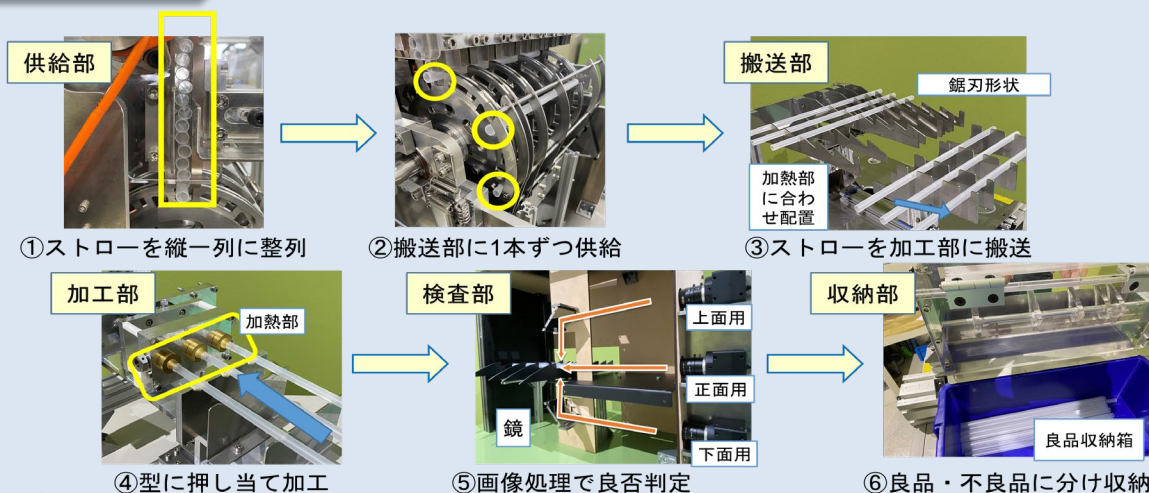 供給部
①ストローを縦一列に整列
②搬送部に1本ずつ供給
搬送部
鋸刃形状
加熱部
に合わ
せ配置
③ストローを加工部に搬送
加工部
加熱部
④型に押し当て加工
検査部
上面用
正面用
下面用
鏡
⑤画像処理で良否判定
収納部
良品収納箱
⑥良品・不良品に分け収納